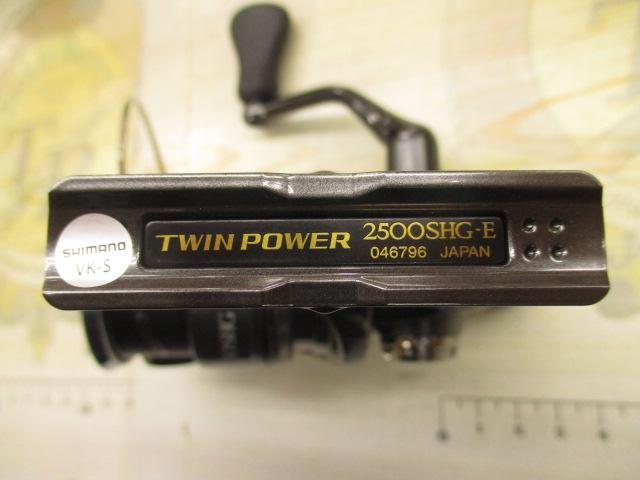 SHIMANO
VK-S
TWIN POWER
2500SHG-E
046796 JAPAN